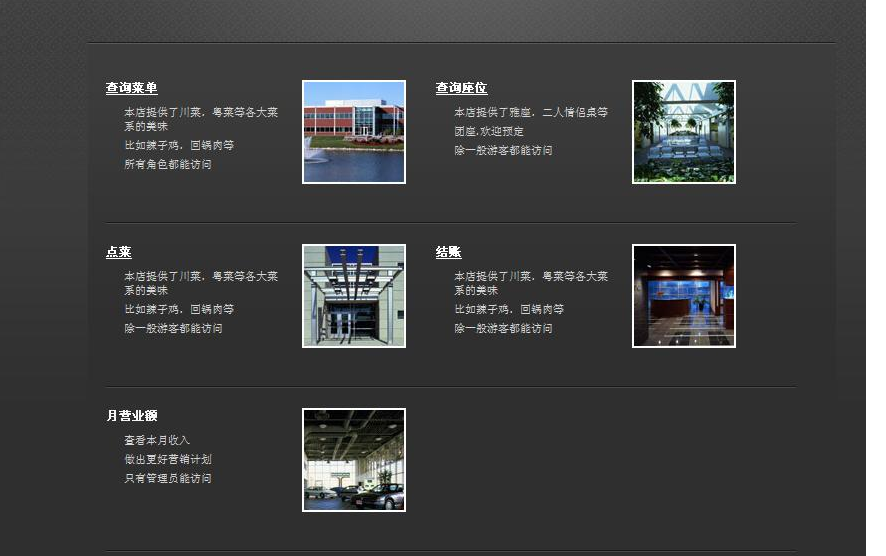 查询菜单
本店提供了川菜，粤菜等各大菜
系的美味
比如辣子鸡，回锅肉等
所有角色都能访问
查询座位
本店提供了雅座，二人情侣桌等
团座,欢迎预定
除一般游客都能访问
点菜
本店提供了川菜，粤菜等各大菜
系的美味
比如辣子鸡，回锅肉等
除一般游客都能访问
结账
本店提供了川菜，粤菜等各大菜
系的美味
比如辣子鸡，回锅肉等
除一般游客都能访问
月营业额
查看本月收入
做出更好营销计划
只有管理员能访问